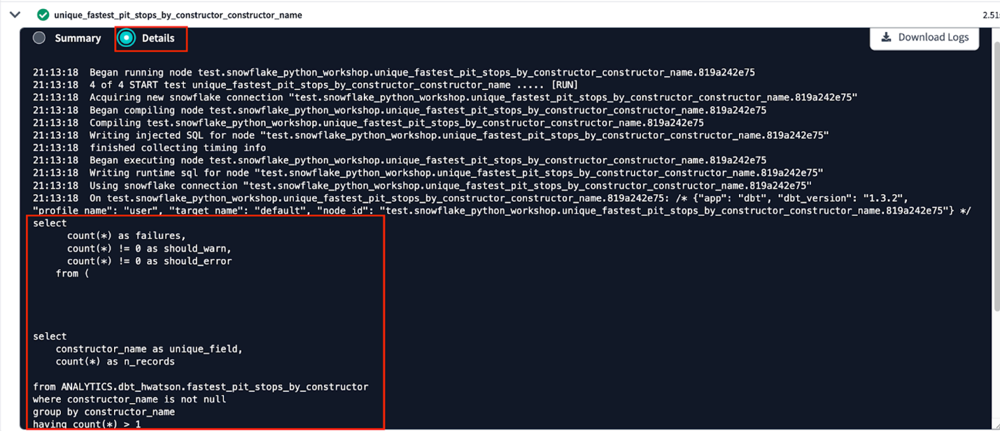 unique_fastest_pit_stops_by_constructor_constructor_name
2.51s
Summary
Details
Download Logs
21:13:18  Began running node test.snowflake_python_workshop.unique_fastest_pit_stops_by_constructor_constructor_name.819a242e75
21:13:18  4 of 4 START test unique_fastest_pit_stops_by_constructor_constructor_name ..... [RUN]
21:13:18  Acquiring new snowflake connection "test.snowflake_python_workshop.unique_fastest_pit_stops_by_constructor_constructor_name.819a242e75"
21:13:18  Began compiling node test.snowflake_python_workshop.unique_fastest_pit_stops_by_constructor_constructor_name.819a242e75
21:13:18  Compiling test.snowflake_python_workshop.unique_fastest_pit_stops_by_constructor_constructor_name.819a242e75
21:13:18  Writing injected SQL for node "test.snowflake_python_workshop.unique_fastest_pit_stops_by_constructor_constructor_name.819a242e75"
21:13:18  finished collecting timing info
21:13:18  Began executing node test.snowflake_python_workshop.unique_fastest_pit_stops_by_constructor_constructor_name.819a242e75
21:13:18  Writing runtime sql for node "test.snowflake_python_workshop.unique_fastest_pit_stops_by_constructor_constructor_name.819a242e75"
21:13:18  Using snowflake connection "test.snowflake_python_workshop.unique_fastest_pit_stops_by_constructor_constructor_name.819a242e75"
21:13:18  On test.snowflake_python_workshop.unique_fastest_pit_stops_by_constructor_constructor_name.819a242e75: /* {"app": "dbt", "dbt_version": "1.3.2",
"profile_name": "user", "target_name": "default", "node_id": "test.snowflake_python_workshop.unique_fastest_pit_stops_by_constructor_constructor_name.819a242e75"} */
select
      count(*) as failures,
      count(*) != 0 as should_warn,
      count(*) != 0 as should_error
    from (
select
    constructor_name as unique_field,
    count(*) as n_records
from ANALYTICS.dbt_hwatson.fastest_pit_stops_by_constructor
where constructor_name is not null
group by constructor_name
having count(*) > 1